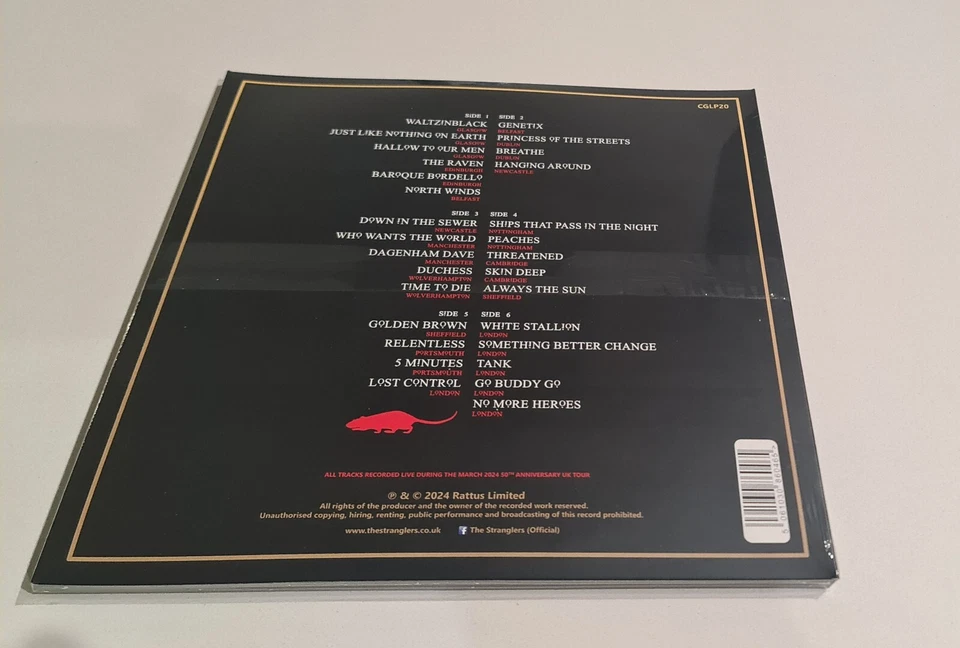 CGLP20
SIDE 1
WALTZINBLACK
GLASGOW
JUST LIKE NOTHING ON EARTH
GLASGOW
HALLOW TO OUR MEN
GLASGOW
THE RAVEN
EDINBURGH
BAROQUE BORDELLO
EDINBURGH
NORTH WINDS
BELFAST
SIDE 2
GENETIX
BELFAST
PRINCESS OF THE STREETS
DUBLIN
BREATHE
DUBLIN
HANGING AROUND
NEWCASTLE
SIDE 3
DOWN IN THE SEWER
NEWCASTLE
WHO WANTS THE WORLD
MANCHESTER
DAGENHAM DAVE
MANCHESTER
DUCHESS
WOLVERHAMPTON
TIME TO DIE
WOLVERHAMPTON
SIDE 4
SHIPS THAT PASS IN THE NIGHT
NOTTINGHAM
PEACHES
NOTTINGHAM
THREATENED
CAMBRIDGE
SKIN DEEP
CAMBRIDGE
ALWAYS THE SUN
SHEFFIELD
SIDE 5
GOLDEN BROWN
SHEFFIELD
RELENTLESS
PORTSMOUTH
5 MINUTES
PORTSMOUTH
LOST CONTROL
LONDON
SIDE 6
WHITE STALLION
LONDON
SOMETHING BETTER CHANGE
LONDON
TANK
LONDON
GO BUDDY GO
LONDON
NO MORE HEROES
LONDON
ALL TRACKS RECORDED LIVE DURING THE MARCH 2024 50TH ANNIVERSARY UK TOUR
℗ & © 2024 Rattus Limited
All rights of the producer and the owner of the recorded work reserved.
Unauthorised copying, hiring, renting, public performance and broadcasting of this record prohibited.
www.thestranglers.co.uk
The Stranglers (Official)